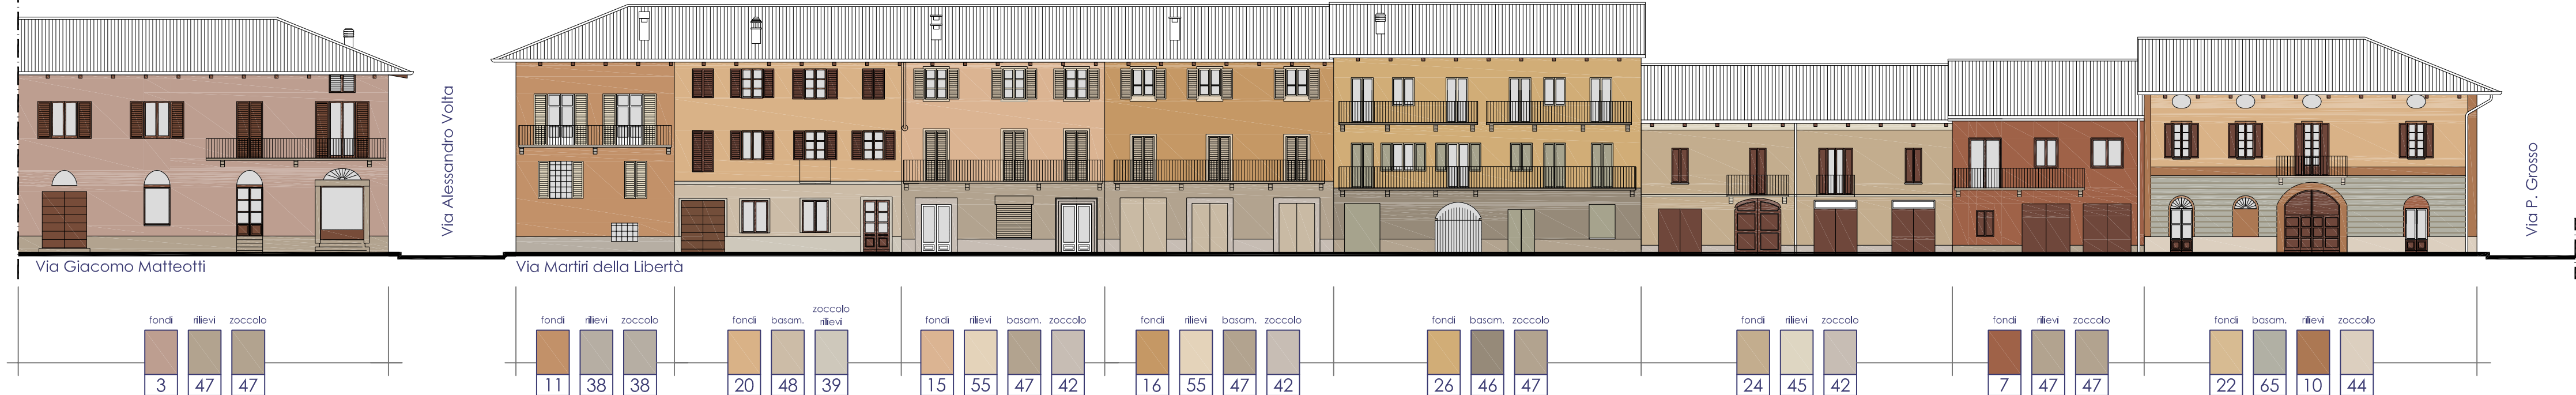 Via Alessandro Volta
Via P. Grosso
Via Giacomo Matteotti
Via Martiri della Libertà
fondi rilievi zoccolo
3 47 47
fondi rilievi zoccolo
11 38 38
fondi basam. zoccolo rilievi
20 48 39
fondi rilievi basam. zoccolo
15 55 47 42
fondi rilievi basam. zoccolo
16 55 47 42
fondi basam. zoccolo
26 46 47
fondi rilievi zoccolo
24 45 42
fondi rilievi zoccolo
7 47 47
fondi basam. rilievi zoccolo
22 65 10 44